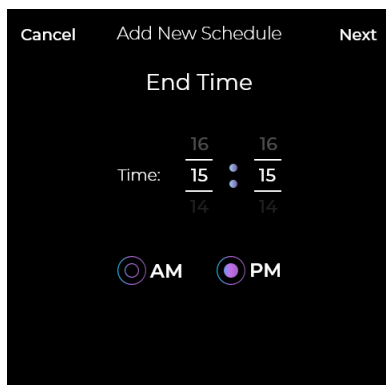 Cancel Add New Schedule Next
End Time
16 16
Time: 15 : 15
14 14
AM PM